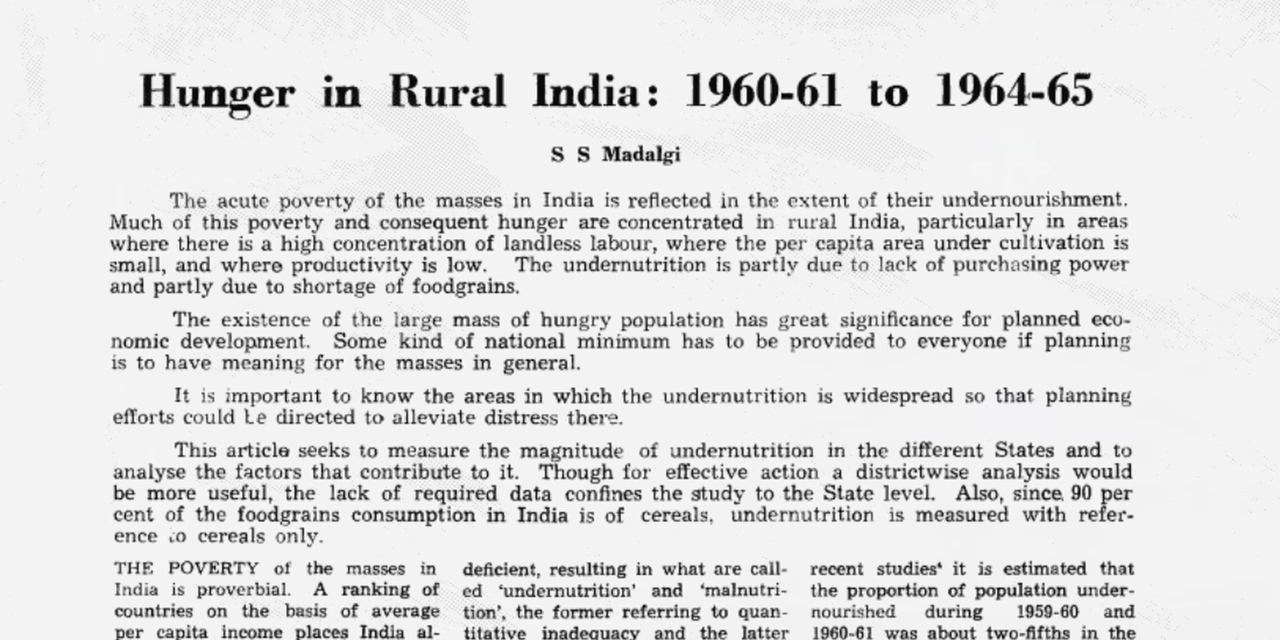 Hunger in Rural India: 1960-61 to 1964-65
S S Madalgi
The acute poverty of the masses in India is reflected in the extent of their undernourishment.
Much of this poverty and consequent hunger are concentrated in rural India, particularly in areas
where there is a high concentration of landless labour, where the per capita area under cultivation is
small, and where productivity is low. The undernutrition is partly due to lack of purchasing power
and partly due to shortage of foodgrains.
The existence of the large mass of hungry population has great significance for planned eco-
nomic development. Some kind of national minimum has to be provided to everyone if planning
is to have meaning for the masses in general.
It is important to know the areas in which the undernutrition is widespread so that planning
efforts could be directed to alleviate distress there.
This article seeks to measure the magnitude of undernutrition in the different States and to
analyse the factors that contribute to it. Though for effective action a districtwise analysis would
be more useful, the lack of required data confines the study to the State level. Also, since 90 per
cent of the foodgrains consumption in India is of cereals, undernutrition is measured with refer-
ence to cereals only.
THE POVERTY of the masses in
India is proverbial. A ranking of
countries on the basis of average
per capita income places India al-
deficient, resulting in what are call-
ed 'undernutrition' and 'malnutri-
tion', the former referring to quan-
titative inadequacy and the latter
recent studies⁴ it is estimated that
the proportion of population under-
nourished during 1959-60 and
1960-61 was about two-fifths in the